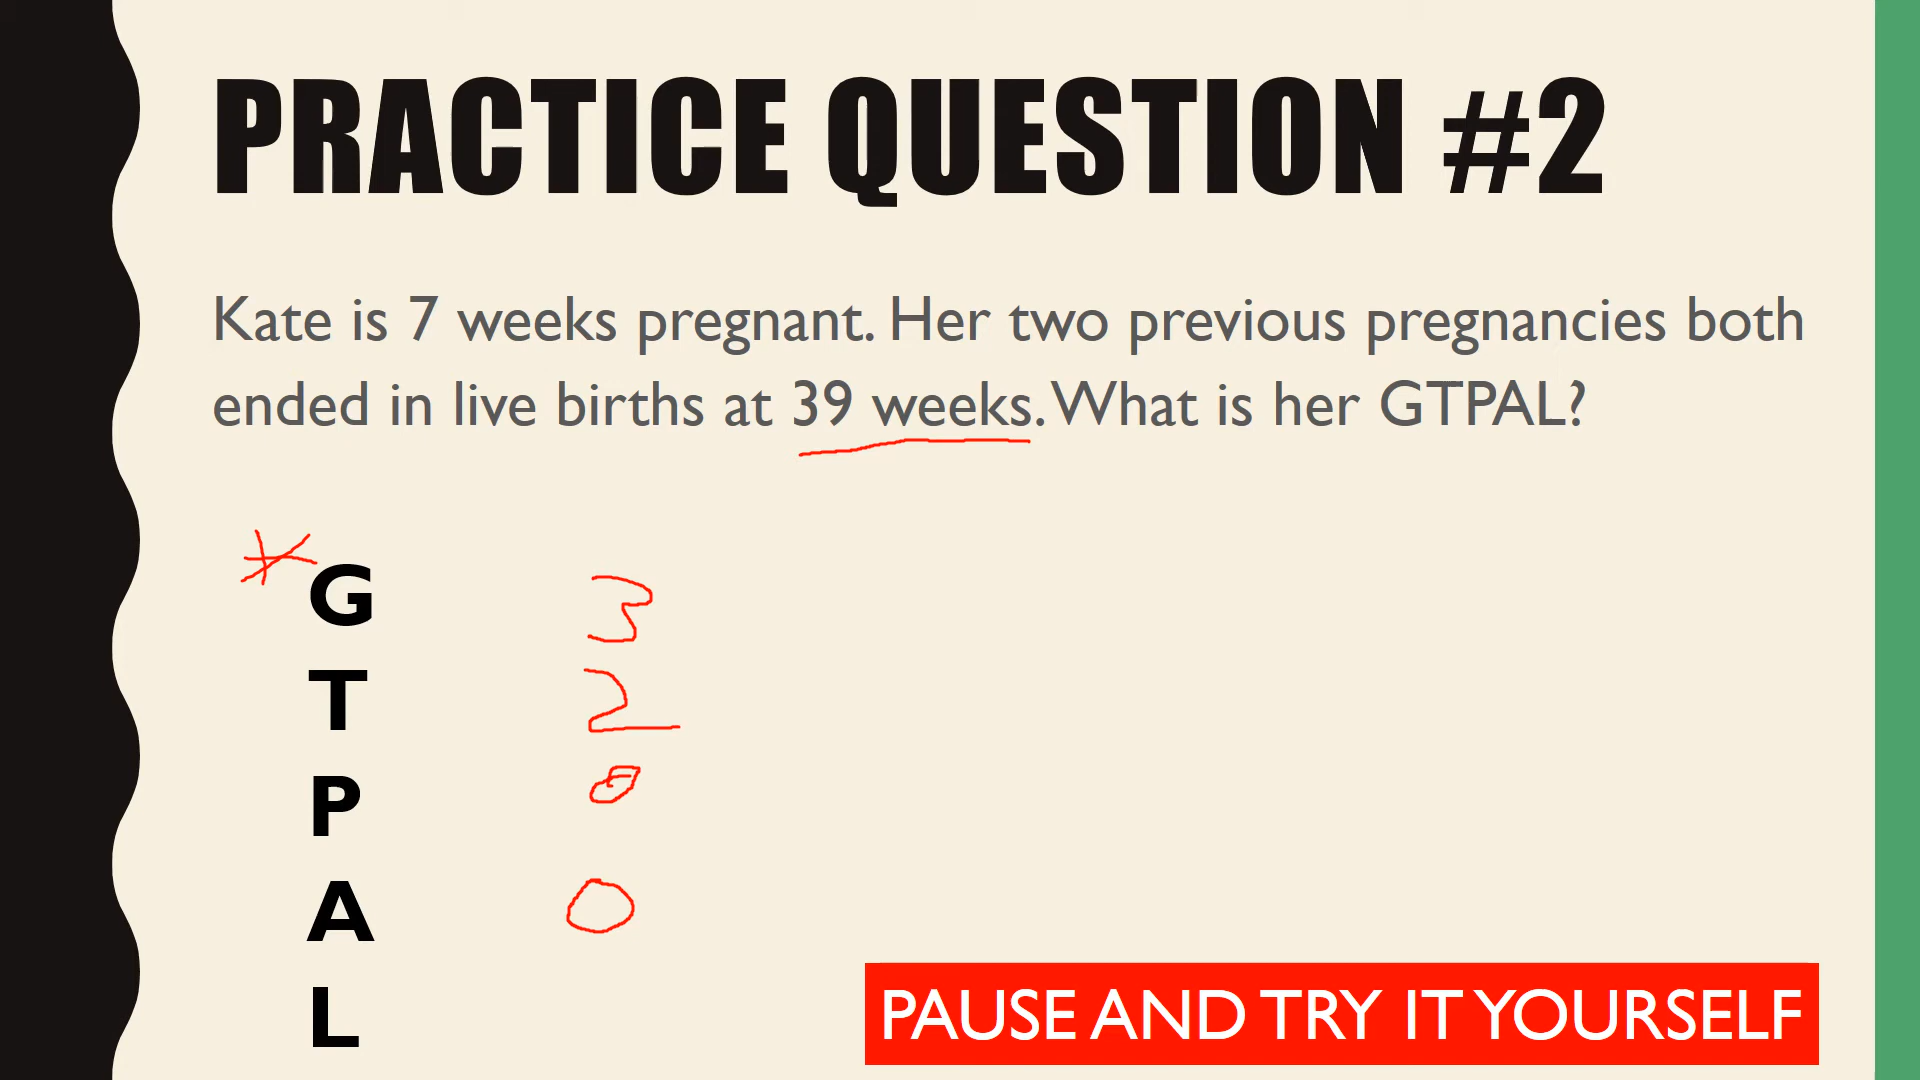 PRACTICE QUESTION #2
Kate is 7 weeks pregnant. Her two previous pregnancies both
ended in live births at 39 weeks. What is her GTPAL?
G 3
T 2
P 0
A 0
L
PAUSE AND TRY IT YOURSELF